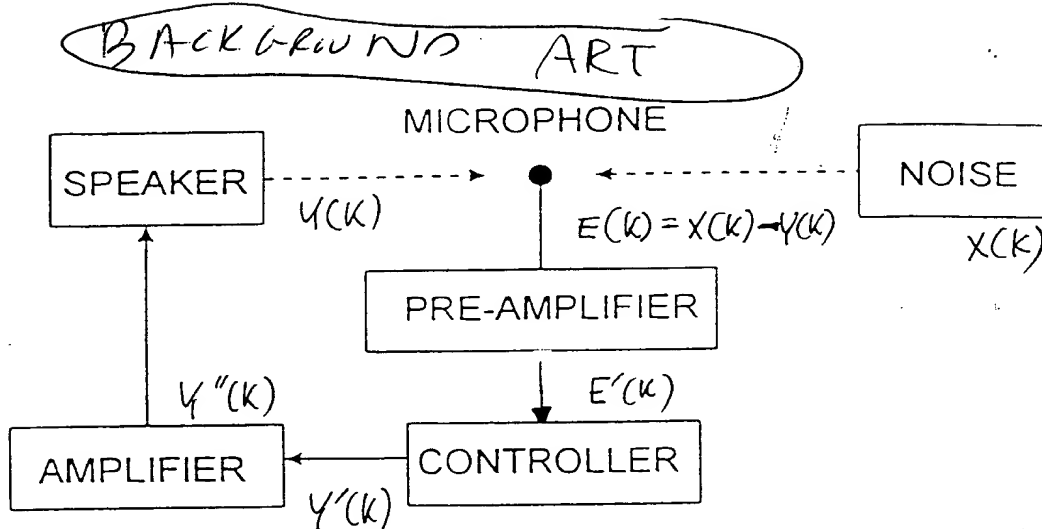 BACKGROUND ART
MICROPHONE
SPEAKER
NOISE
Y(K)
E(K) = X(K) - Y(K)
X(K)
PRE-AMPLIFIER
Y"(K)
E'(K)
AMPLIFIER
CONTROLLER
Y'(K)